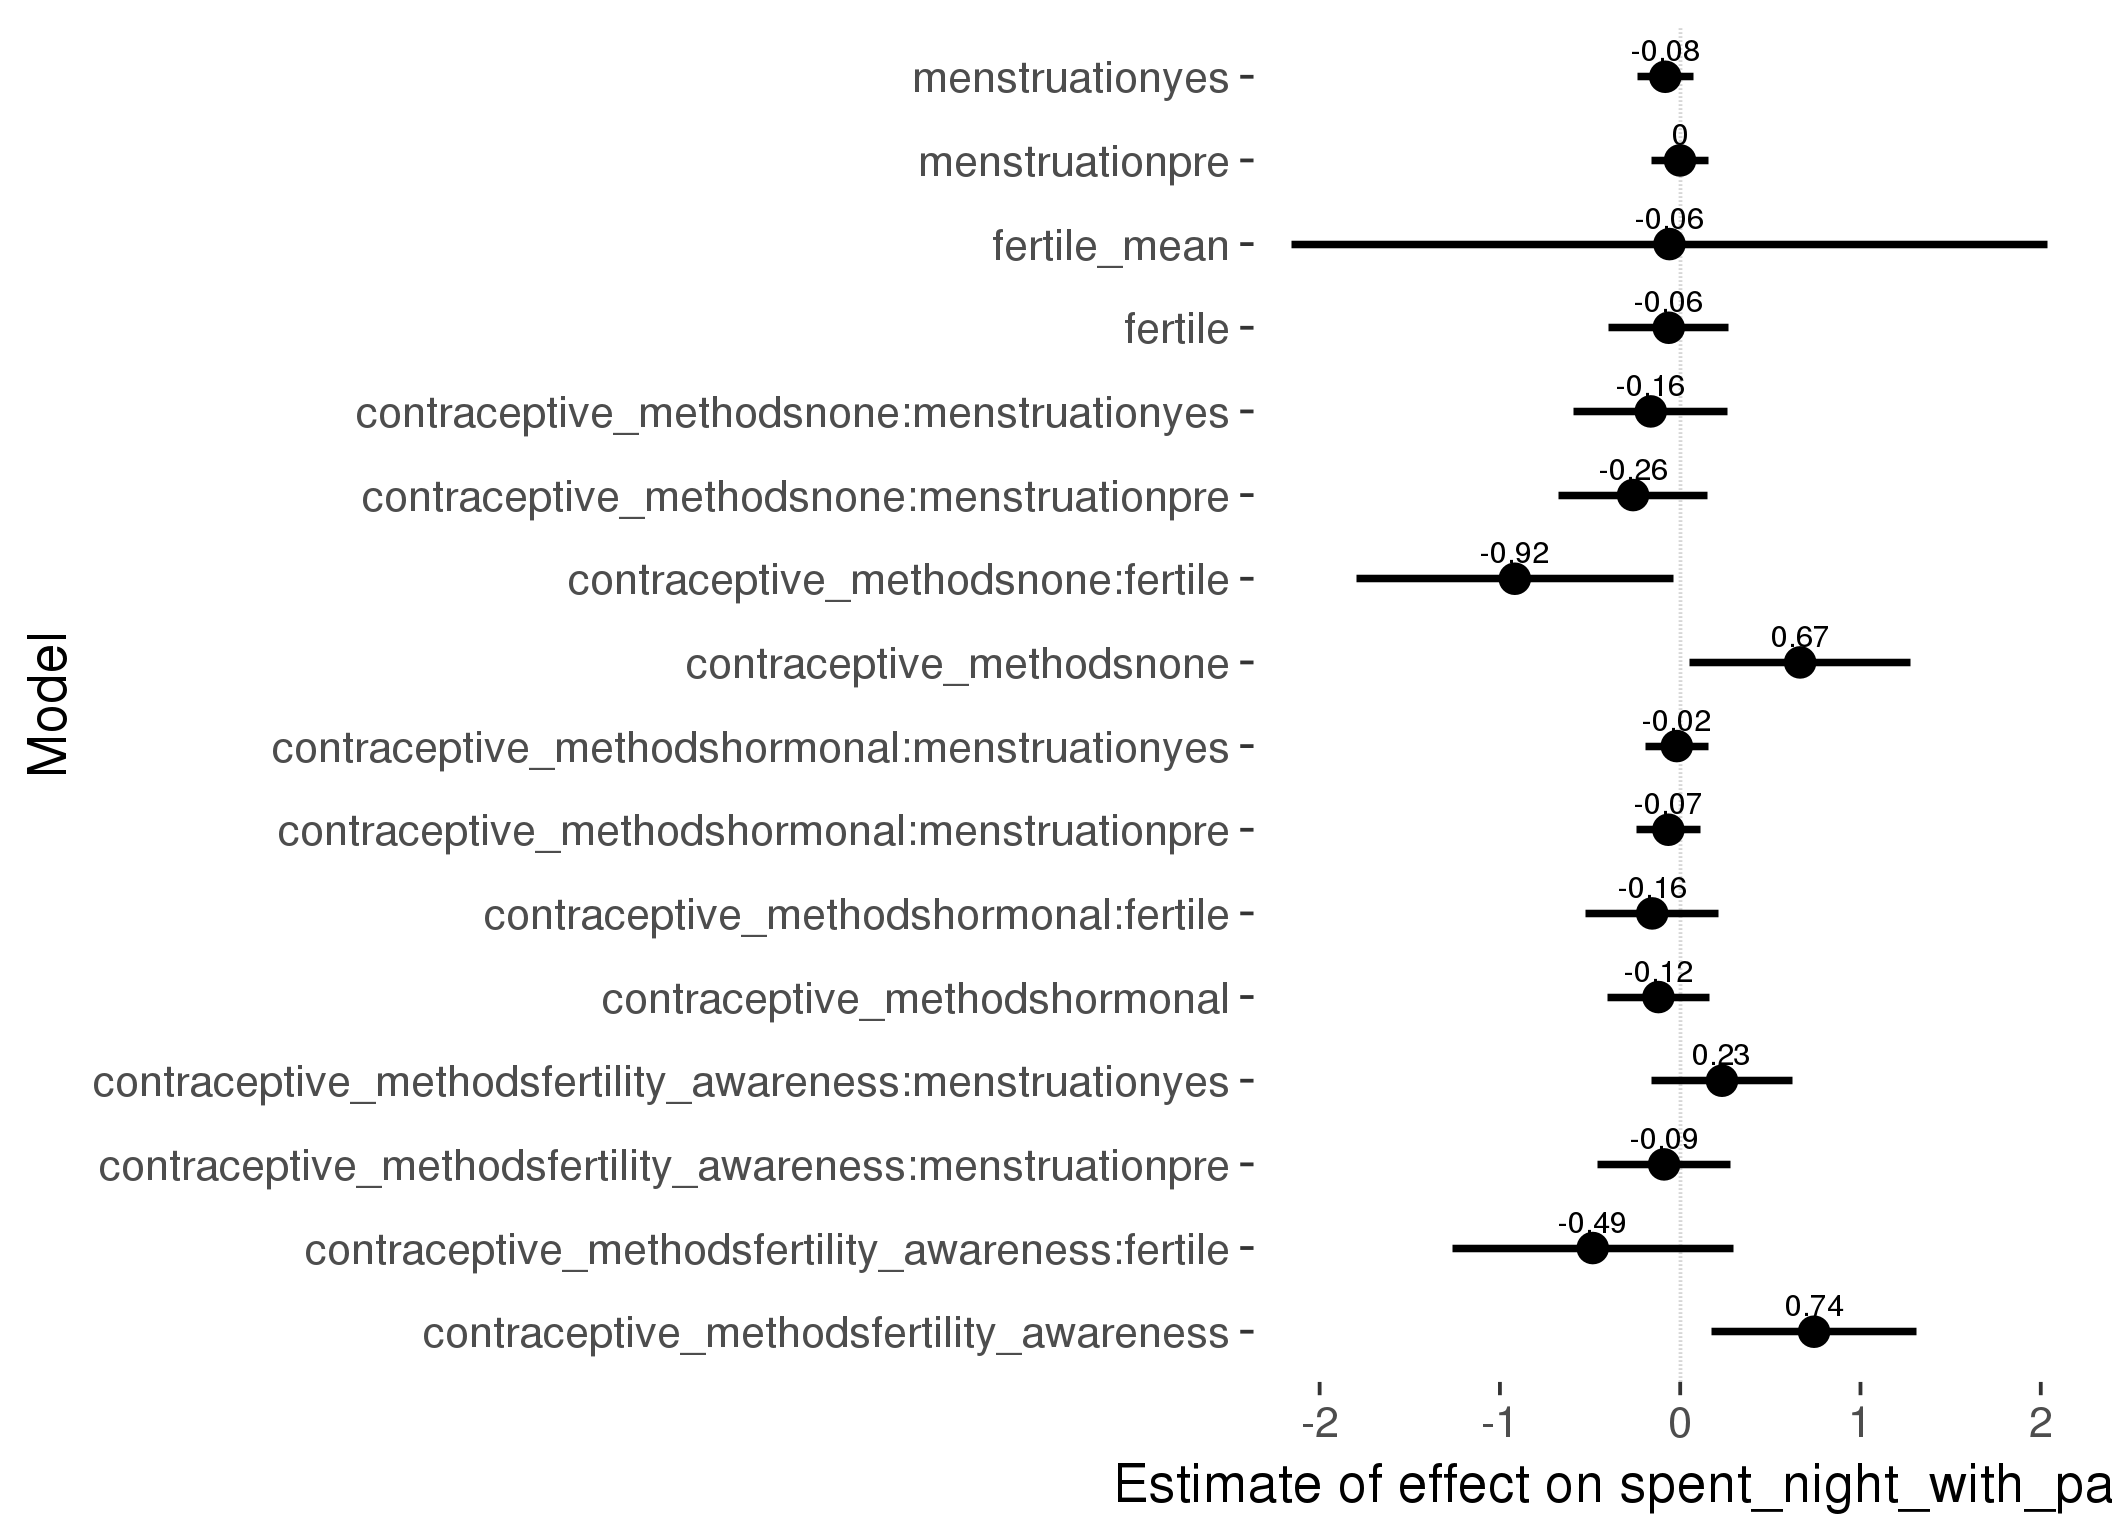 menstruationyes -0.08
menstruationpre 0
fertile_mean -0.06
fertile -0.06
contraceptive_methodsnone:menstruationyes -0.16
contraceptive_methodsnone:menstruationpre -0.26
contraceptive_methodsnone:fertile -0.92
contraceptive_methodsnone 0.67
Model
contraceptive_methodshormonal:menstruationyes -0.02
contraceptive_methodshormonal:menstruationpre -0.07
contraceptive_methodshormonal:fertile -0.16
contraceptive_methodshormonal -0.12
contraceptive_methodsfertility_awareness:menstruationyes 0.23
contraceptive_methodsfertility_awareness:menstruationpre -0.09
contraceptive_methodsfertility_awareness:fertile -0.49
contraceptive_methodsfertility_awareness 0.74
-2 -1 0 1 2
Estimate of effect on spent_night_with_pa